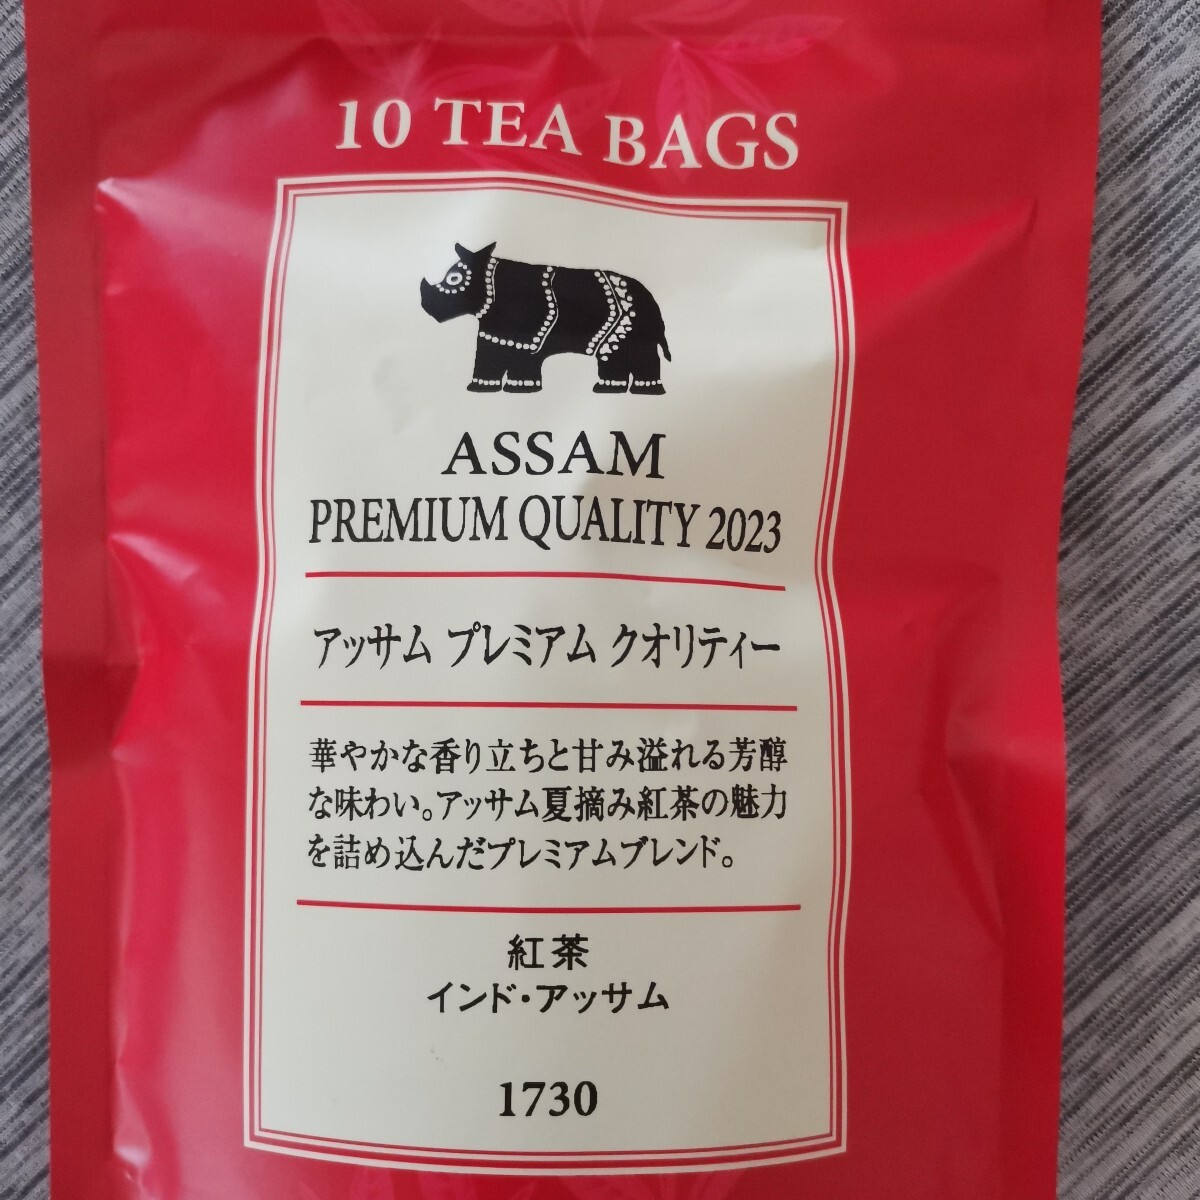 10 TEA BAGS
ASSAM
PREMIUM QUALITY 2023
アッサム プレミアム クオリティー
華やかな香り立ちと甘み溢れる芳醇
な味わい。アッサム夏摘み紅茶の魅力
を詰め込んだプレミアムブレンド。
紅茶
インド・アッサム
1730